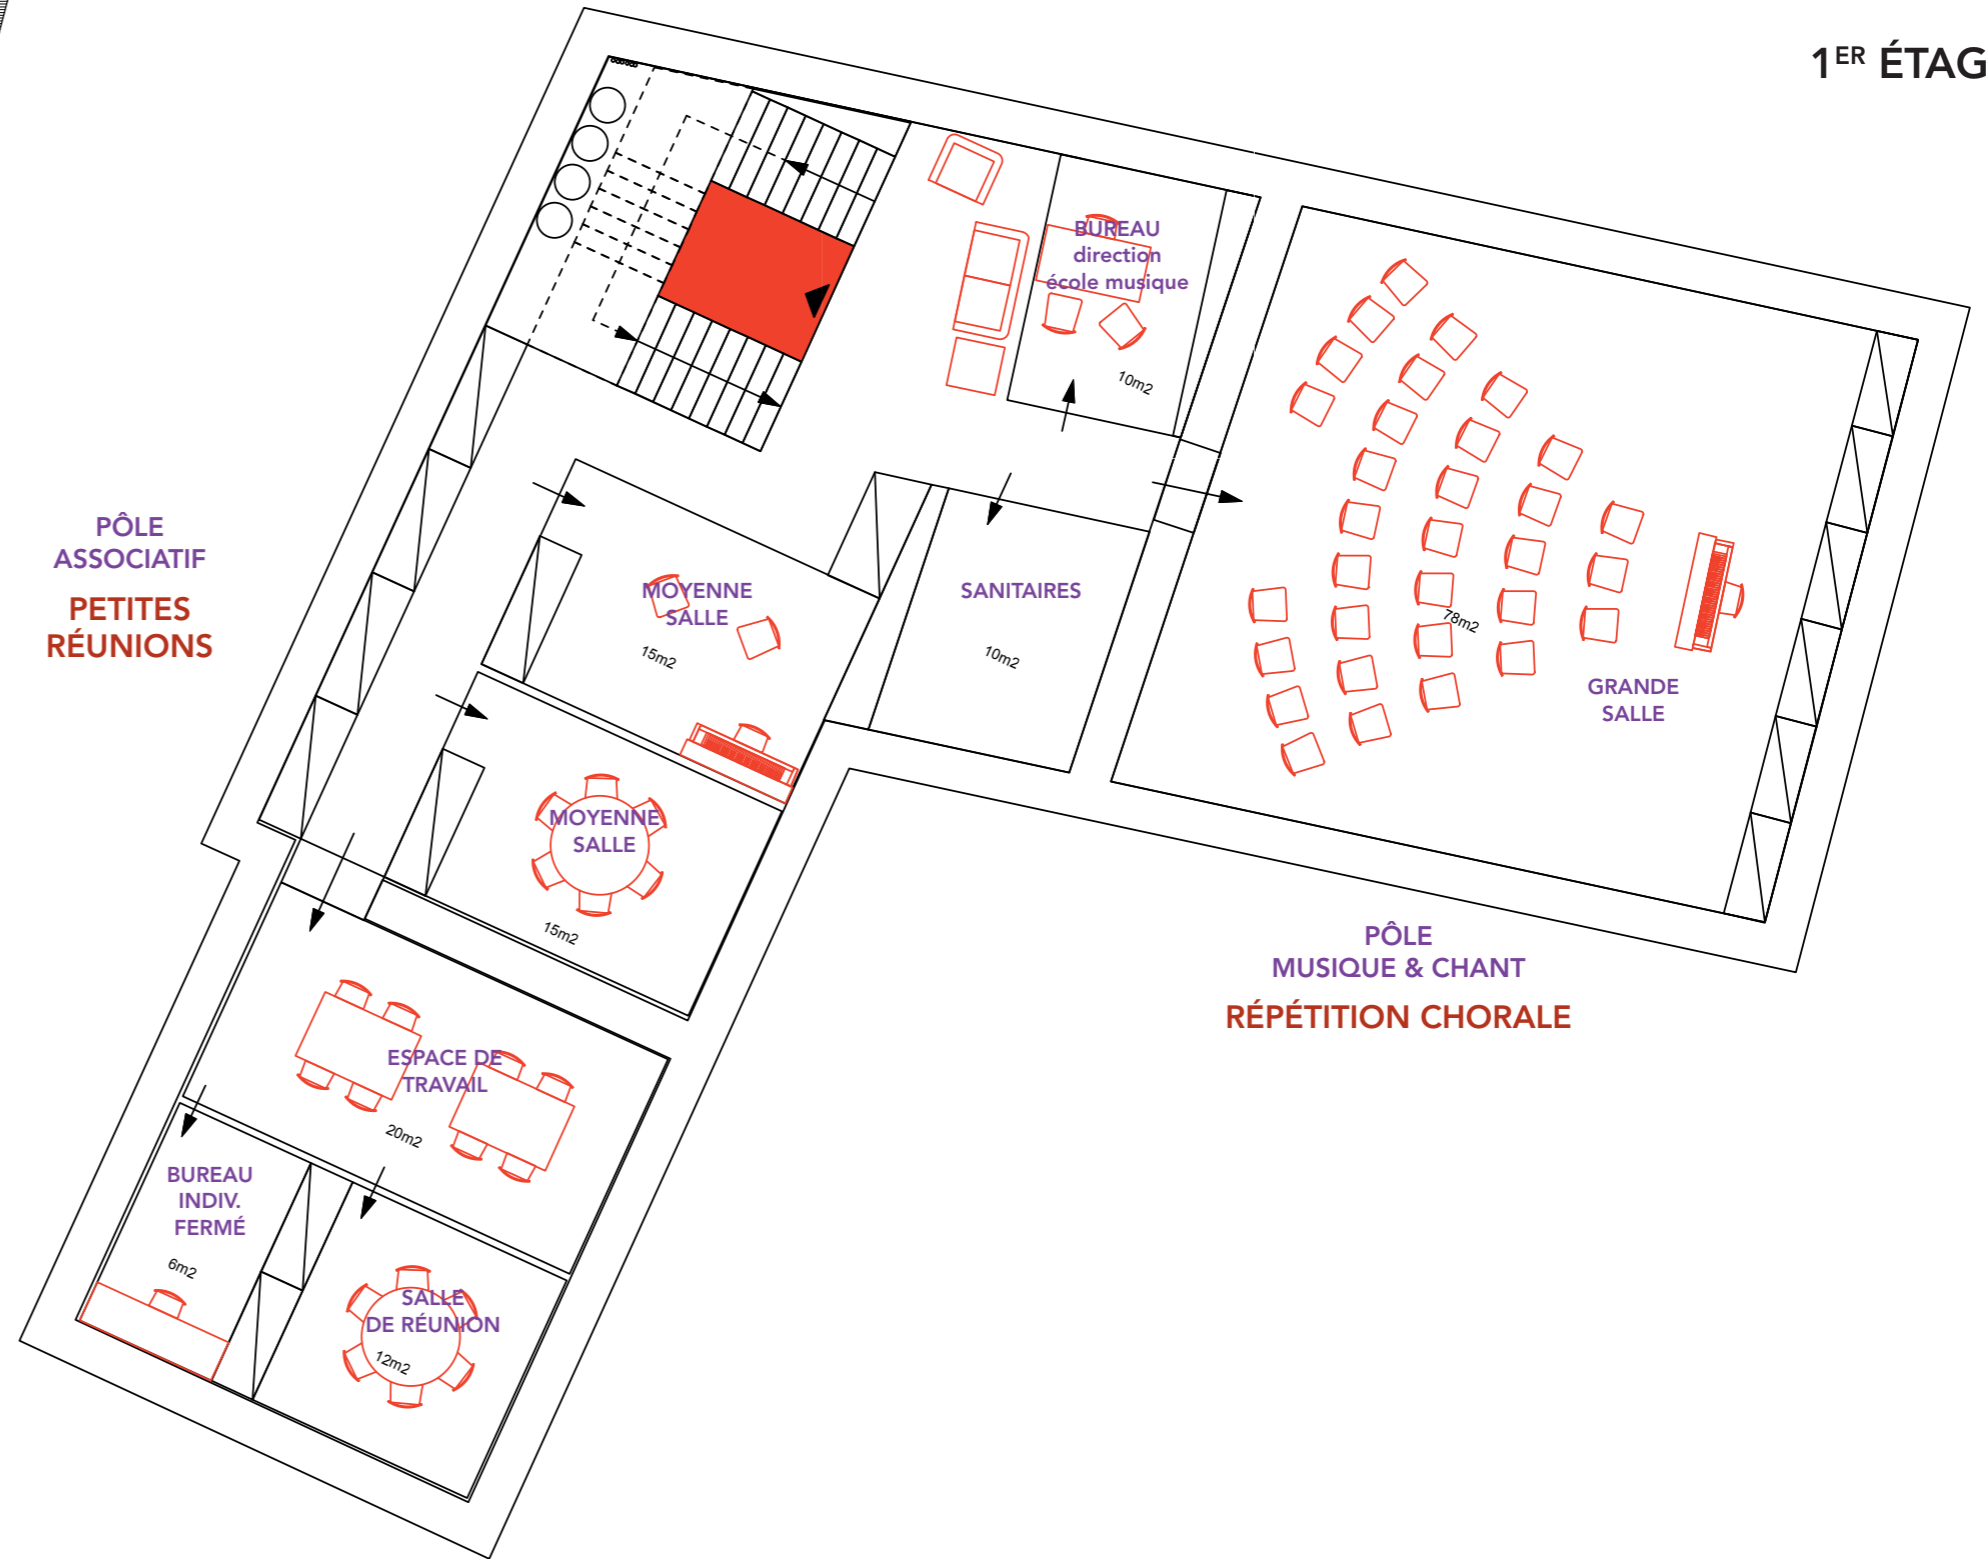 1ER ÉTAG
BUREAU
direction
école musique
10m2
PÔLE
ASSOCIATIF
PETITES
RÉUNIONS
MOYENNE
SALLE
15m2
SANITAIRES
10m2
78m2
GRANDE
SALLE
MOYENNE
SALLE
15m2
PÔLE
MUSIQUE & CHANT
RÉPÉTITION CHORALE
ESPACE DE
TRAVAIL
20m2
BUREAU
INDIV.
FERMÉ
6m2
SALLE
DE RÉUNION
12m2